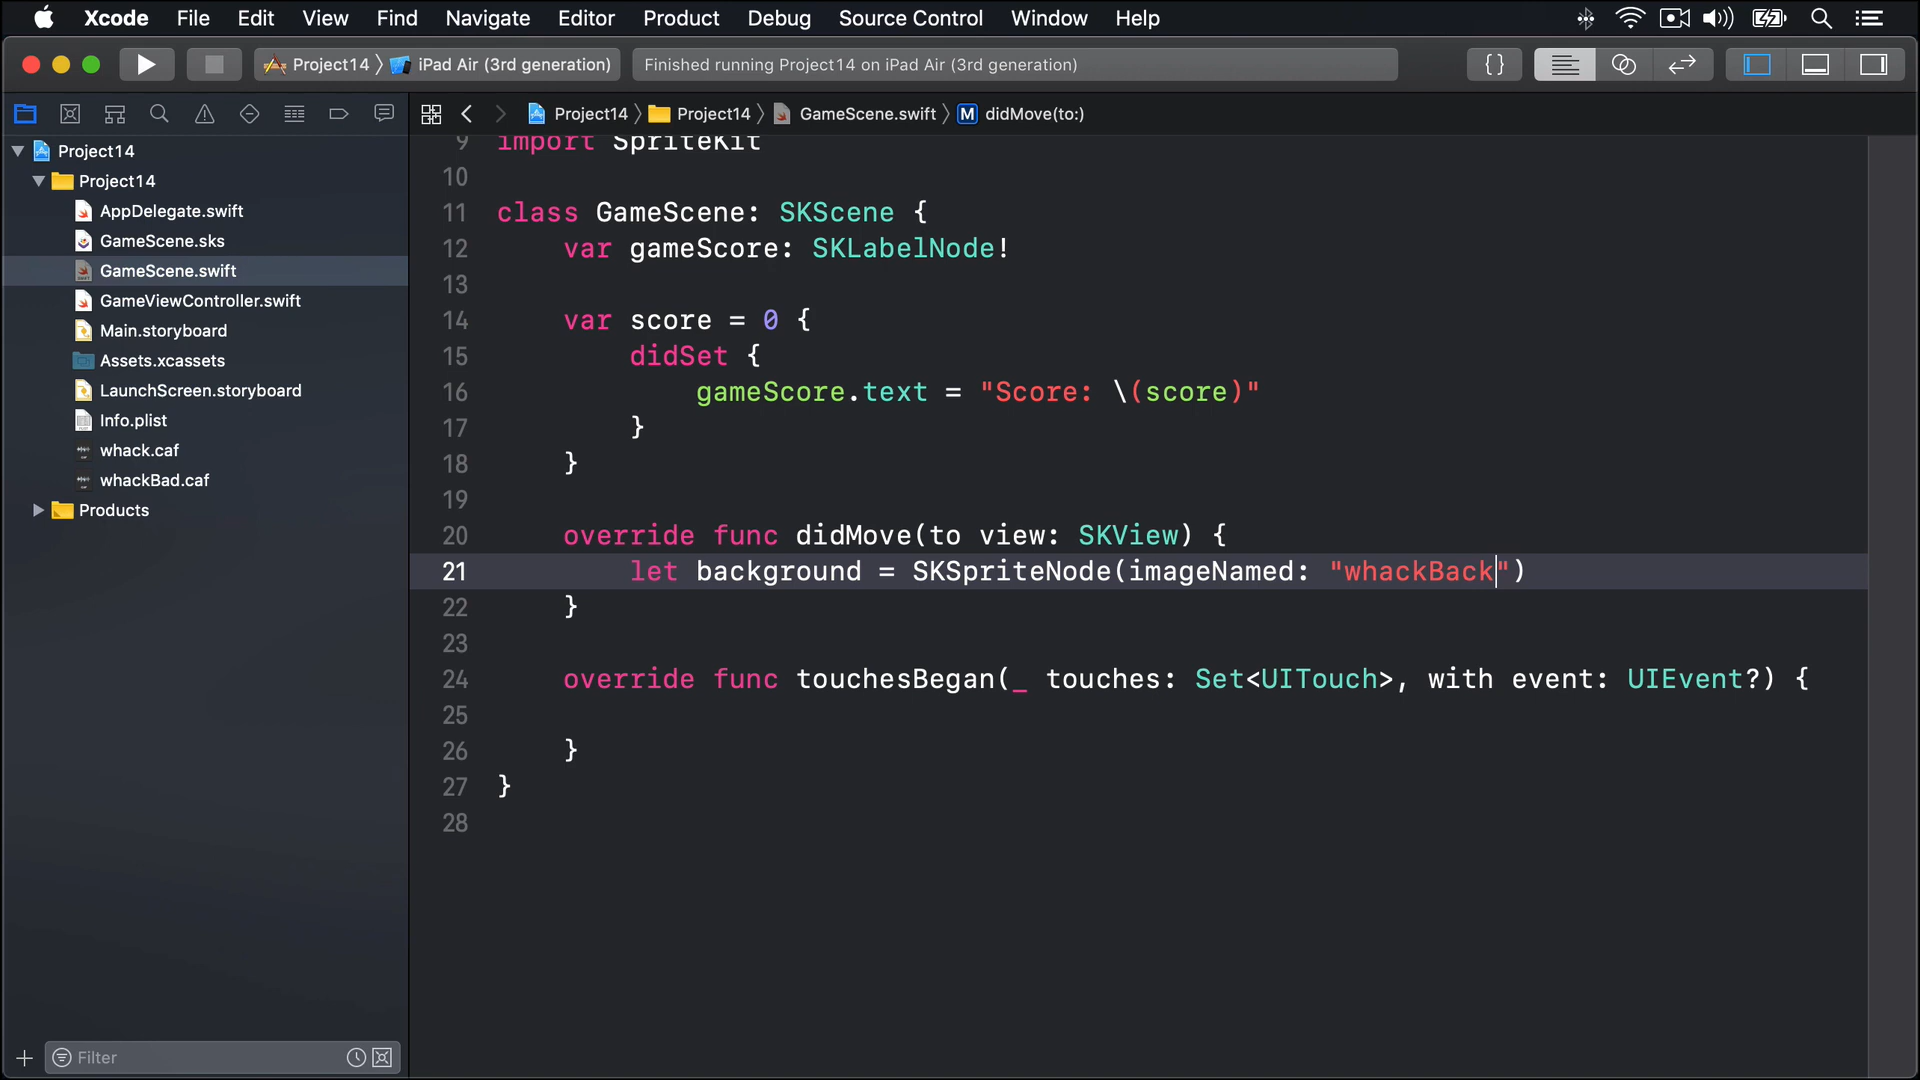 Xcode File Edit View Find Navigate Editor Product Debug Source Control Window Help
Project14 iPad Air (3rd generation) Finished running Project14 on iPad Air (3rd generation) {}
Project14 Project14 GameScene.swift M didMove(to:)
Project14
Project14
AppDelegate.swift
GameScene.sks
GameScene.swift
GameViewController.swift
Main.storyboard
Assets.xcassets
LaunchScreen.storyboard
Info.plist
whack.caf
whackBad.caf
Products
Filter
9 import SpriteKit
10
11 class GameScene: SKScene {
12 var gameScore: SKLabelNode!
13
14 var score = 0 {
15 didSet {
16 gameScore.text = "Score: \(score)"
17 }
18 }
19
20 override func didMove(to view: SKView) {
21 let background = SKSpriteNode(imageNamed: "whackBack")
22 }
23
24 override func touchesBegan(_ touches: Set<UITouch>, with event: UIEvent?) {
25
26 }
27 }
28